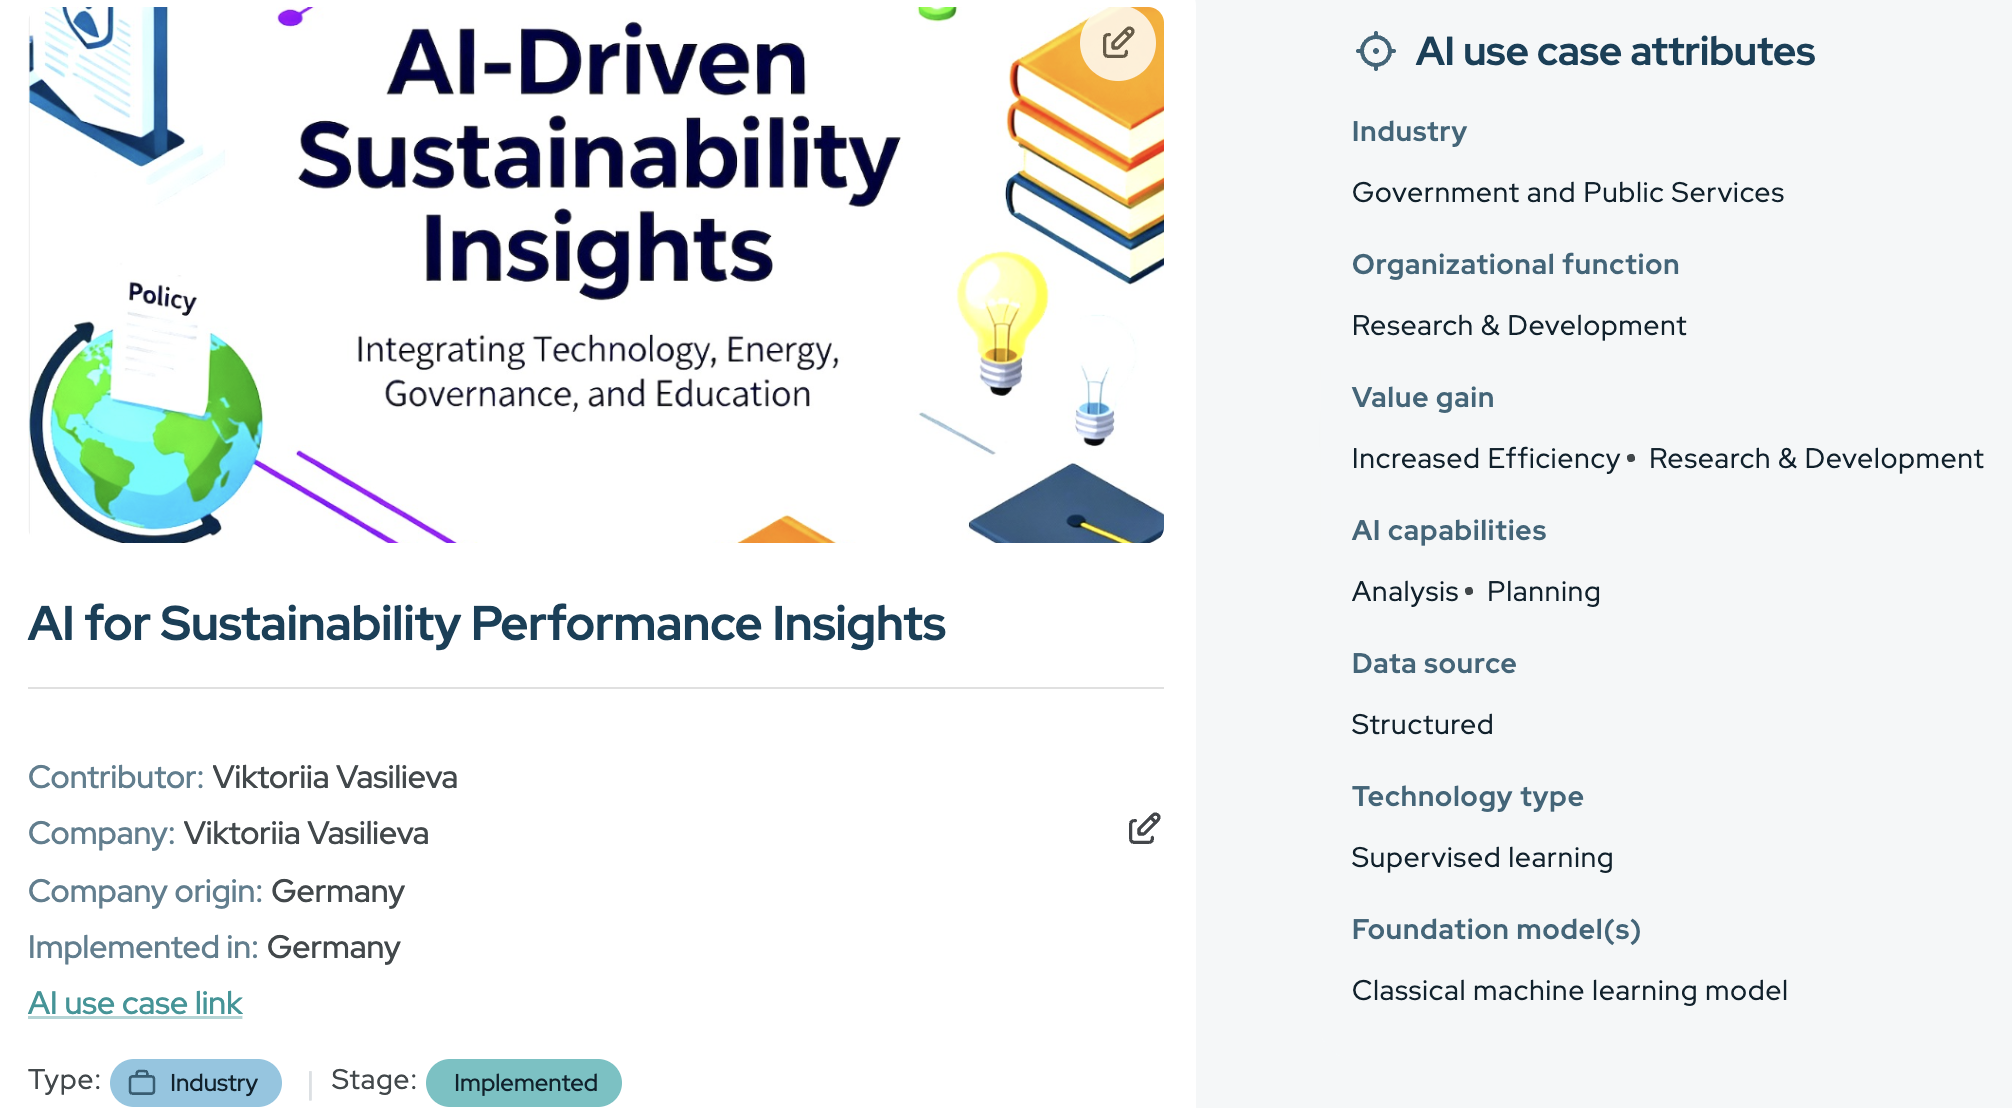 AI-Driven
Sustainability
Insights
Policy
Integrating Technology, Energy,
Governance, and Education
AI for Sustainability Performance Insights
Contributor: Viktoriia Vasilieva
Company: Viktoriia Vasilieva
Company origin: Germany
Implemented in: Germany
AI use case link
Type: Industry | Stage: Implemented
AI use case attributes
Industry
Government and Public Services
Organizational function
Research & Development
Value gain
Increased Efficiency • Research & Development
AI capabilities
Analysis • Planning
Data source
Structured
Technology type
Supervised learning
Foundation model(s)
Classical machine learning model